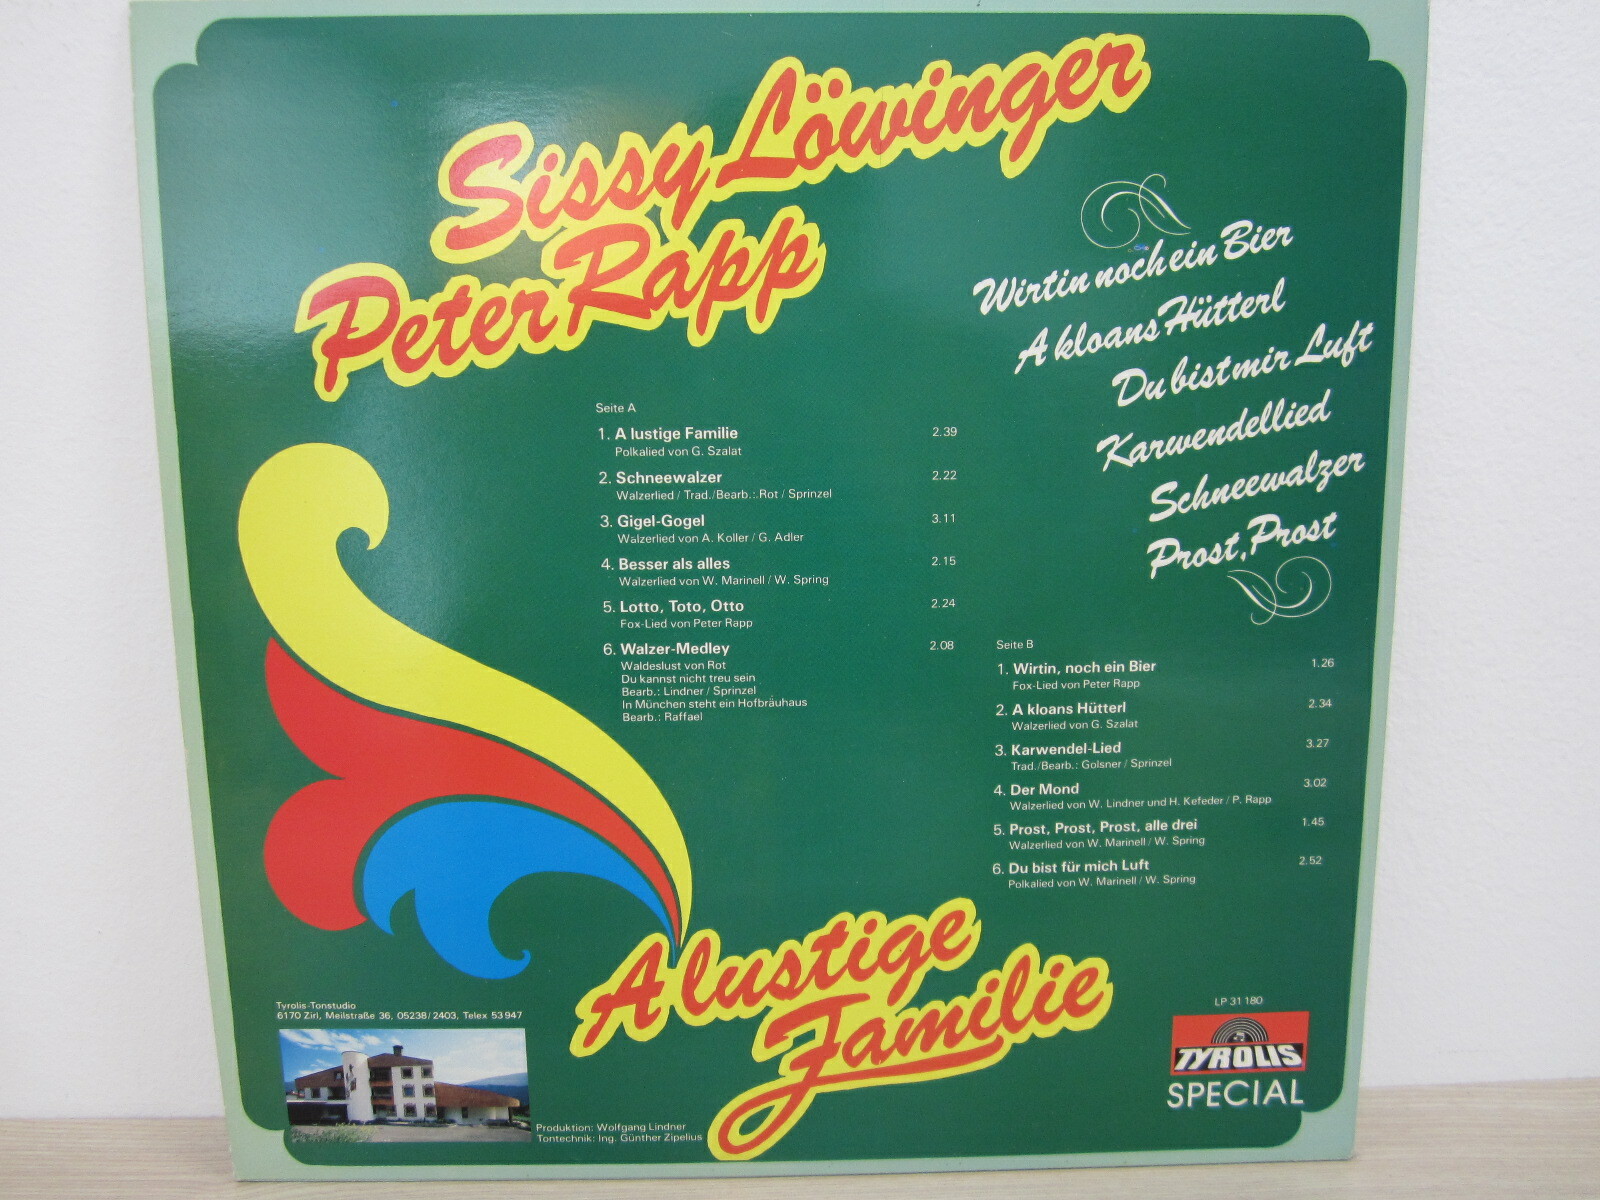 Sissy Löwinger
Peter Rapp
Wirtin noch ein Bier
A kloans Hütterl
Du bist mir Luft
Karwendellied
Schneewalzer
Prost, Prost
Seite A
1. A lustige Familie 2.39
Polkalied von G. Szalat
2. Schneewalzer 2.22
Walzerlied / Trad./Bearb.: Rot / Sprinzel
3. Gigel-Gogel 3.11
Walzerlied von A. Koller / G. Adler
4. Besser als alles 2.15
Walzerlied von W. Marinell / W. Spring
5. Lotto, Toto, Otto 2.24
Fox-Lied von Peter Rapp
6. Walzer-Medley 2.08
Waldeslust von Rot
Du kannst nicht treu sein
Bearb.: Lindner / Sprinzel
In München steht ein Hofbräuhaus
Bearb.: Raffael
Seite B
1. Wirtin, noch ein Bier 1.26
Fox-Lied von Peter Rapp
2. A kloans Hütterl 2.34
Walzerlied von G. Szalat
3. Karwendel-Lied 3.27
Trad./Bearb.: Golsner / Sprinzel
4. Der Mond 3.02
Walzerlied von W. Lindner und H. Kefeder / P. Rapp
5. Prost, Prost, Prost, alle drei 1.45
Walzerlied von W. Marinell / W. Spring
6. Du bist für mich Luft 2.52
Polkalied von W. Marinell / W. Spring
A lustige
Familie
Tyrolis-Tonstudio
6170 Zirl, Meilstraße 36, 05238/2403, Telex 53 947
Produktion: Wolfgang Lindner
Tontechnik: Ing. Günther Zipelius
LP 31 180
TYROLIS
SPECIAL